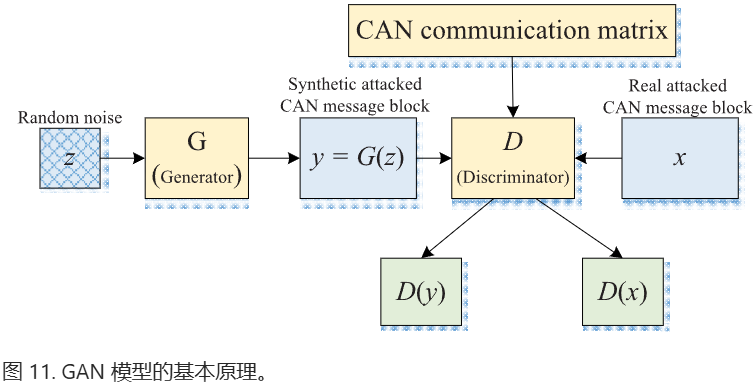 CAN communication matrix
Synthetic attacked
CAN message block
Real attacked
CAN message block
Random noise
z
G
(Generator)
y = G(z)
D
(Discriminator)
x
D(y)
D(x)
图 11. GAN 模型的基本原理。